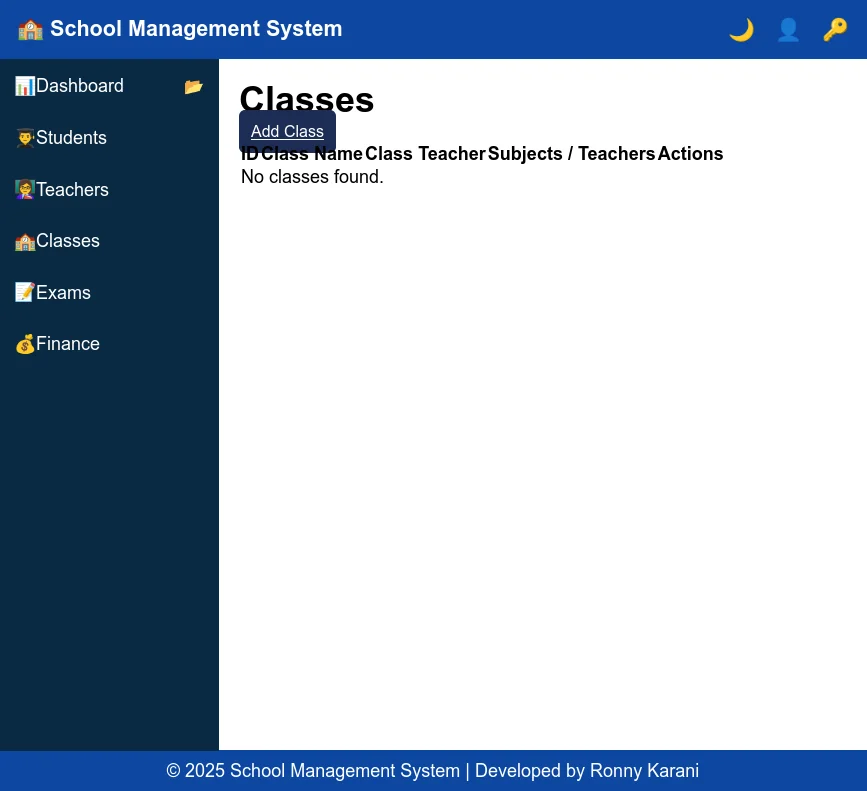 School Management System
Dashboard
Students
Teachers
Classes
Exams
Finance
Classes
Add Class
ID Class Name Class Teacher Subjects / Teachers Actions
No classes found.
© 2025 School Management System | Developed by Ronny Karani